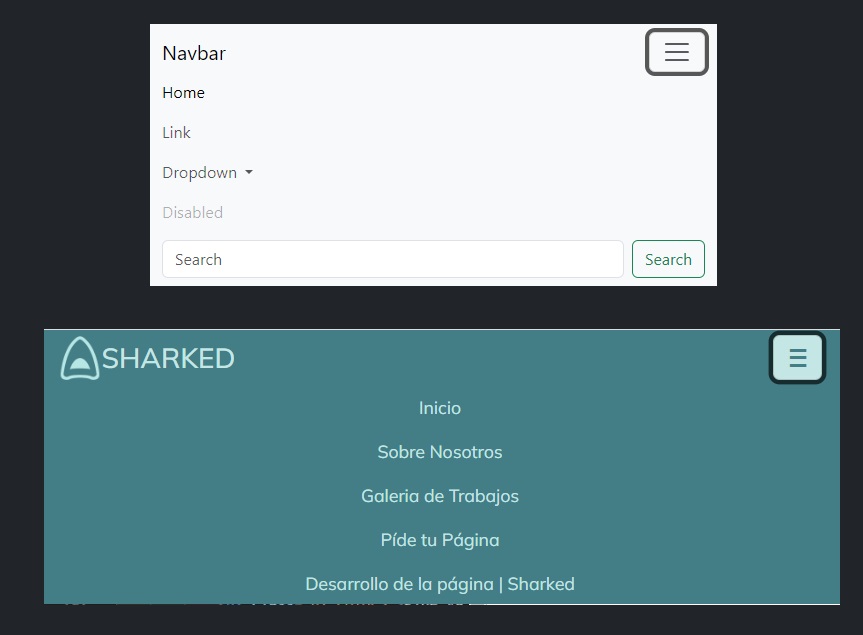 Navbar
Home
Link
Dropdown
Disabled
Search Search
SHARKED
Inicio
Sobre Nosotros
Galeria de Trabajos
Píde tu Página
Desarrollo de la página | Sharked